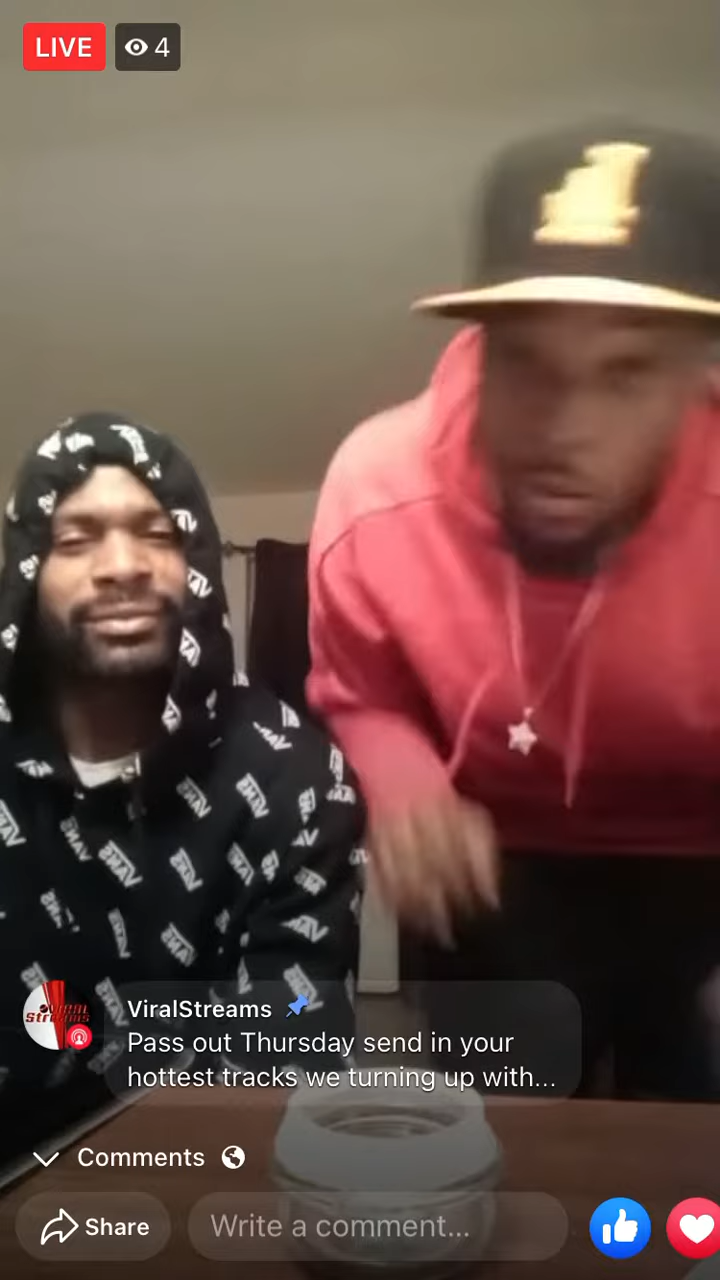 LIVE
4
ViralStreams
Pass out Thursday send in your
hottest tracks we turning up with...
Comments
Share
Write a comment...